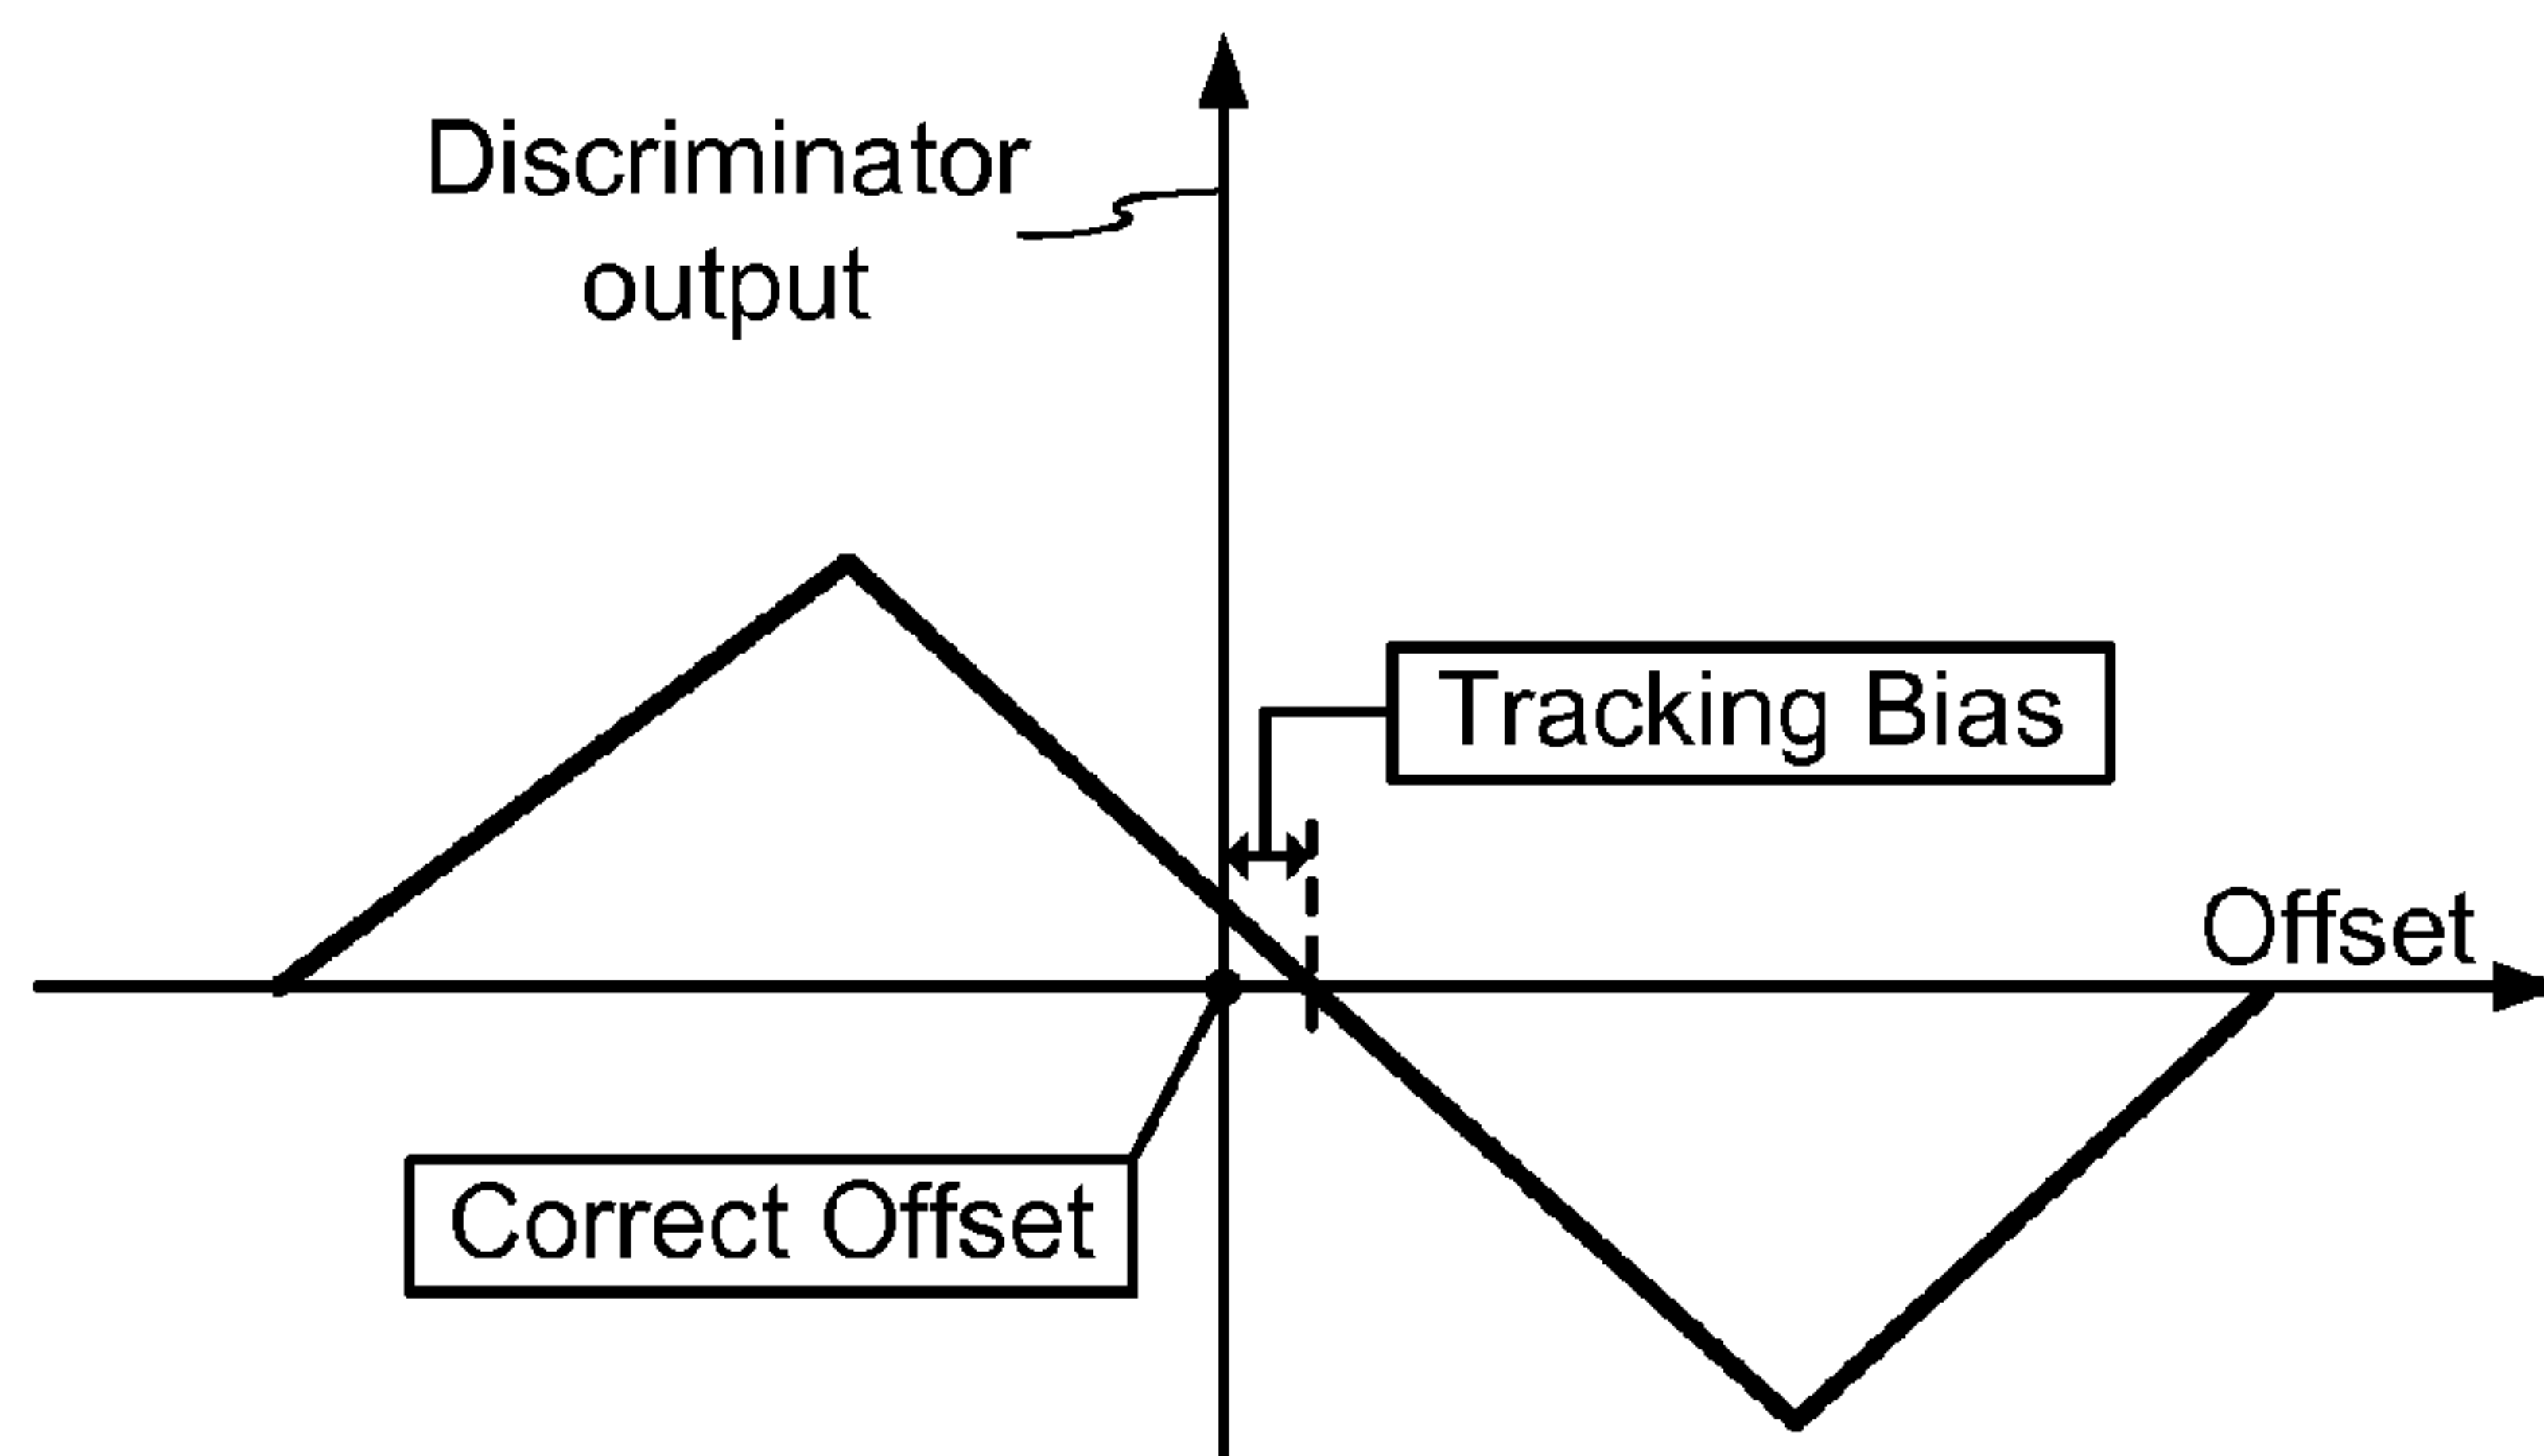 Discriminator
output
Tracking Bias
Offset
Correct Offset